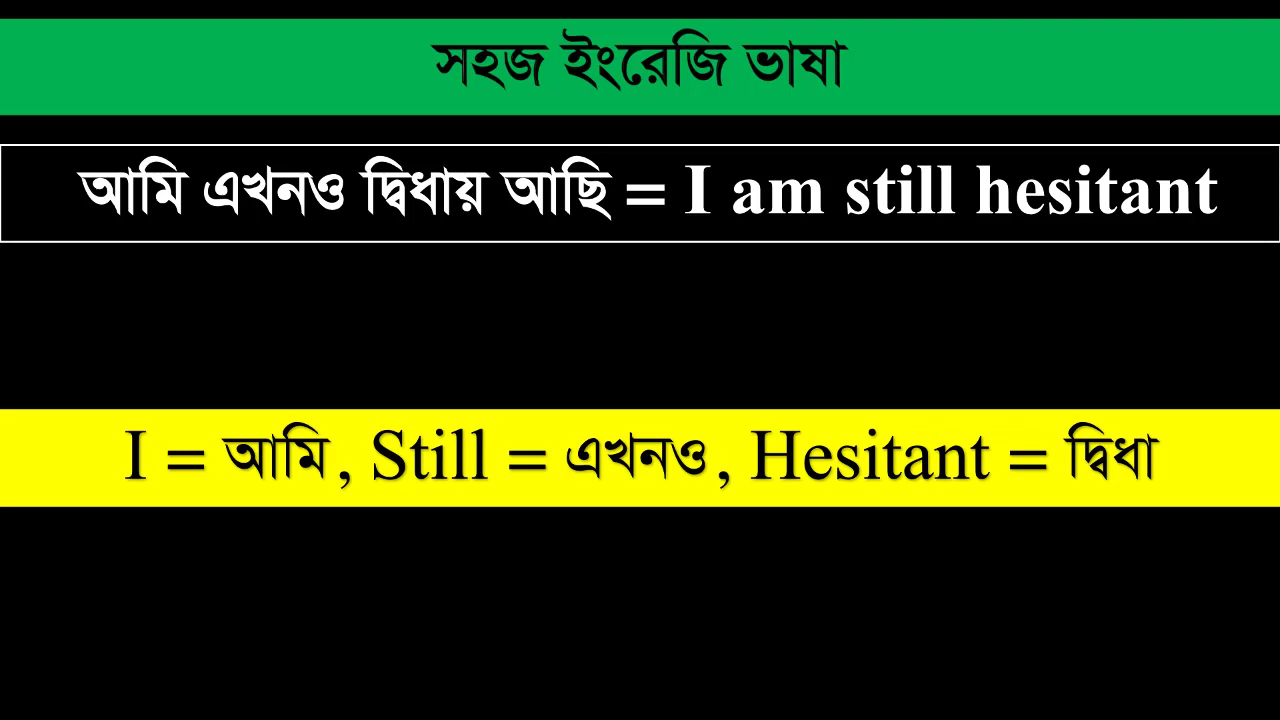 সহজ ইংরেজি ভাষা
আমি এখনও দ্বিধায় আছি = I am still hesitant
I = আমি, Still = এখনও, Hesitant = দ্বিধা